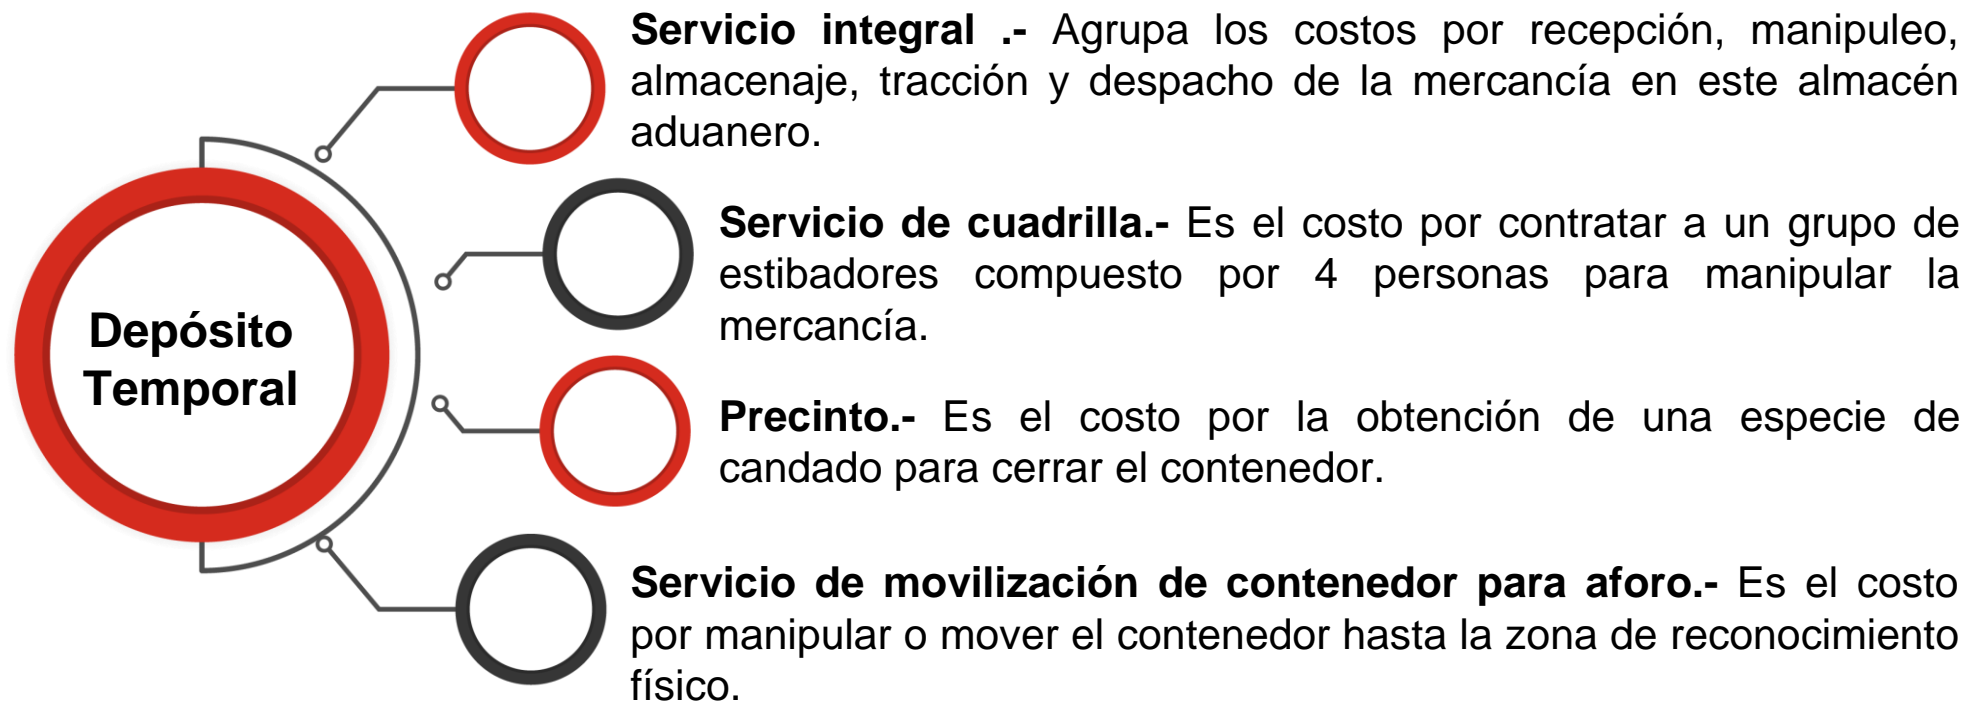 Depósito
Temporal
Servicio integral .- Agrupa los costos por recepción, manipuleo,
almacenaje, tracción y despacho de la mercancía en este almacén
aduanero.
Servicio de cuadrilla.- Es el costo por contratar a un grupo de
estibadores compuesto por 4 personas para manipular la
mercancía.
Precinto.- Es el costo por la obtención de una especie de
candado para cerrar el contenedor.
Servicio de movilización de contenedor para aforo.- Es el costo
por manipular o mover el contenedor hasta la zona de reconocimiento
físico.